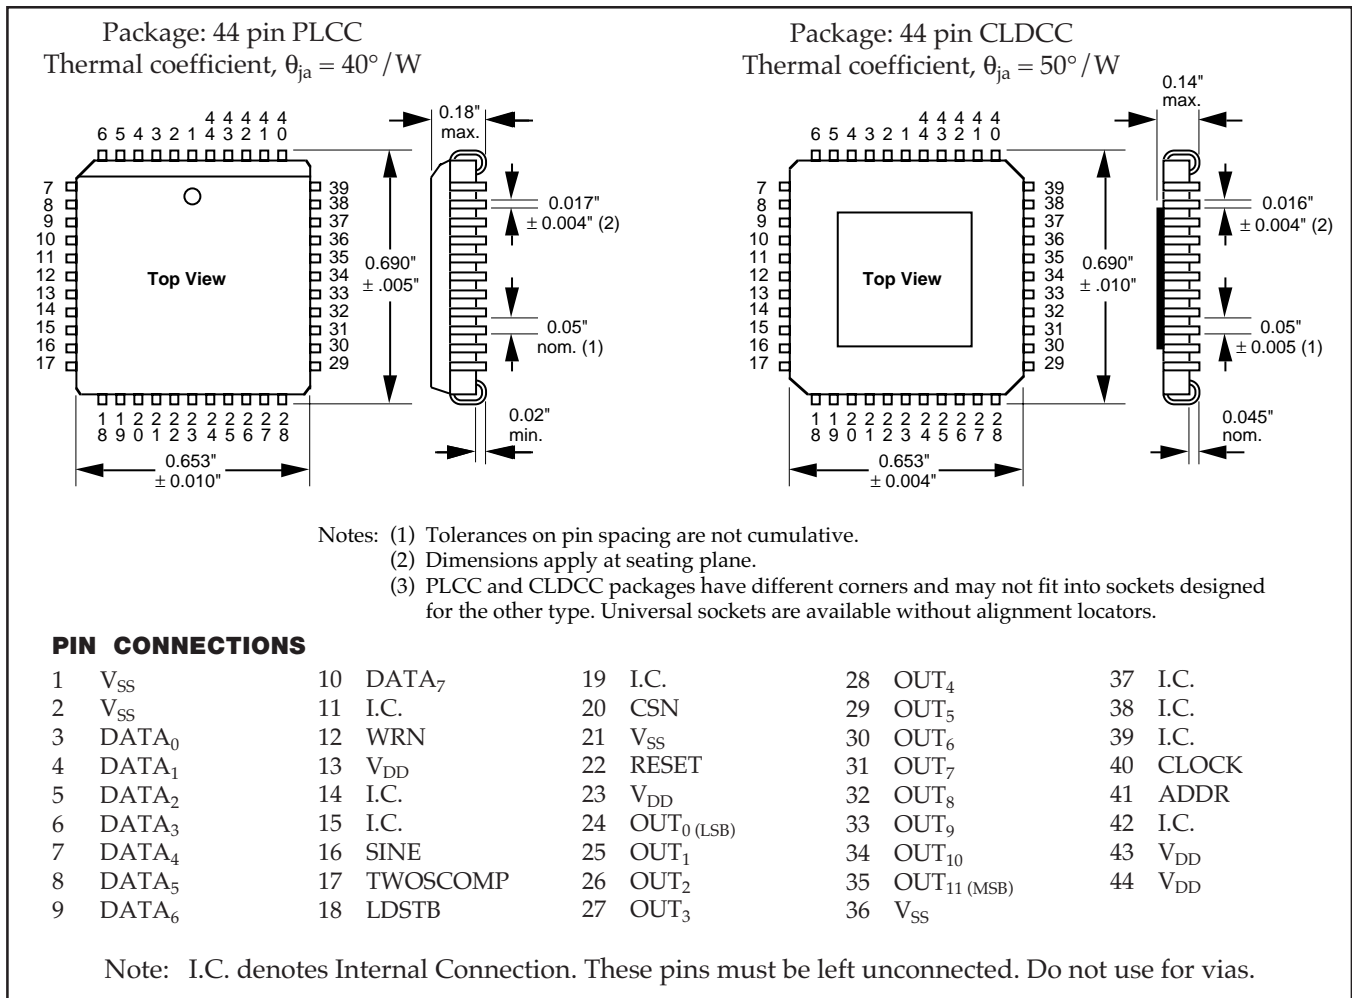 Package: 44 pin PLCC
Thermal coefficient, θja = 40°/W
6 5 4 3 2 1 44 43 42 41 40
7
8
9
10
11
12
13
14
15
16
17
Top View
39
38
37
36
35
34
33
32
31
30
29
18 19 20 21 22 23 24 25 26 27 28
0.653"
± 0.010"
0.690"
± .005"
0.18"
max.
0.017"
± 0.004" (2)
0.05"
nom. (1)
0.02"
min.
Package: 44 pin CLDCC
Thermal coefficient, θja = 50°/W
6 5 4 3 2 1 44 43 42 41 40
7
8
9
10
11
12
13
14
15
16
17
Top View
39
38
37
36
35
34
33
32
31
30
29
18 19 20 21 22 23 24 25 26 27 28
0.653"
± 0.004"
0.690"
± .010"
0.14"
max.
0.016"
± 0.004" (2)
0.05"
± 0.005 (1)
0.045"
nom.
Notes: (1) Tolerances on pin spacing are not cumulative.
(2) Dimensions apply at seating plane.
(3) PLCC and CLDCC packages have different corners and may not fit into sockets designed
for the other type. Universal sockets are available without alignment locators.
PIN CONNECTIONS
1 VSS
2 VSS
3 DATA0
4 DATA1
5 DATA2
6 DATA3
7 DATA4
8 DATA5
9 DATA6
10 DATA7
11 I.C.
12 WRN
13 VDD
14 I.C.
15 I.C.
16 SINE
17 TWOSCOMP
18 LDSTB
19 I.C.
20 CSN
21 VSS
22 RESET
23 VDD
24 OUT0 (LSB)
25 OUT1
26 OUT2
27 OUT3
28 OUT4
29 OUT5
30 OUT6
31 OUT7
32 OUT8
33 OUT9
34 OUT10
35 OUT11 (MSB)
36 VSS
37 I.C.
38 I.C.
39 I.C.
40 CLOCK
41 ADDR
42 I.C.
43 VDD
44 VDD
Note: I.C. denotes Internal Connection. These pins must be left unconnected. Do not use for vias.